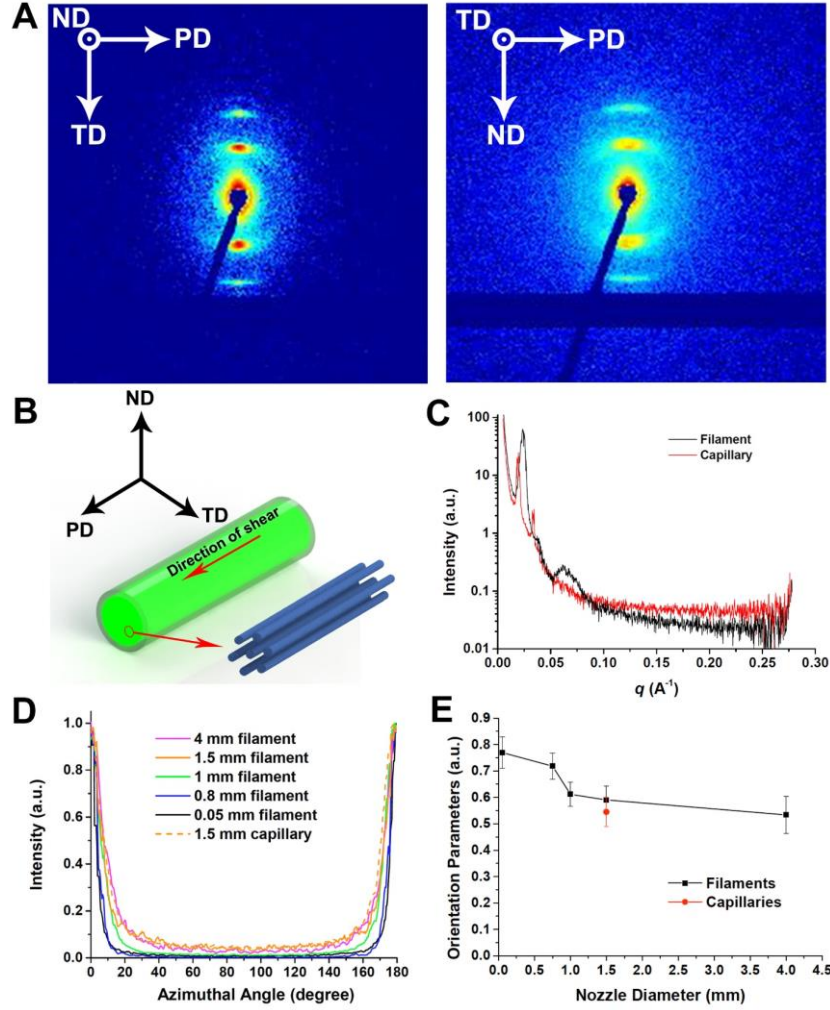 A
ND
PD
TD
TD
PD
ND
B
ND
PD
TD
Direction of shear
C
100
10
1
0.1
0.01
Intensity (a.u.)
Filament
Capillary
0.00 0.05 0.10 0.15 0.20 0.25 0.30
q (A⁻¹)
D
1.0
0.8
0.6
0.4
0.2
0.0
Intensity (a.u.)
4 mm filament
1.5 mm filament
1 mm filament
0.8 mm filament
0.05 mm filament
1.5 mm capillary
0 20 40 60 80 100 120 140 160 180
Azimuthal Angle (degree)
E
0.9
0.8
0.7
0.6
0.5
0.4
0.3
0.2
0.1
0.0
Orientation Parameters (a.u.)
Filaments
Capillaries
0.0 0.5 1.0 1.5 2.0 2.5 3.0 3.5 4.0 4.5
Nozzle Diameter (mm)